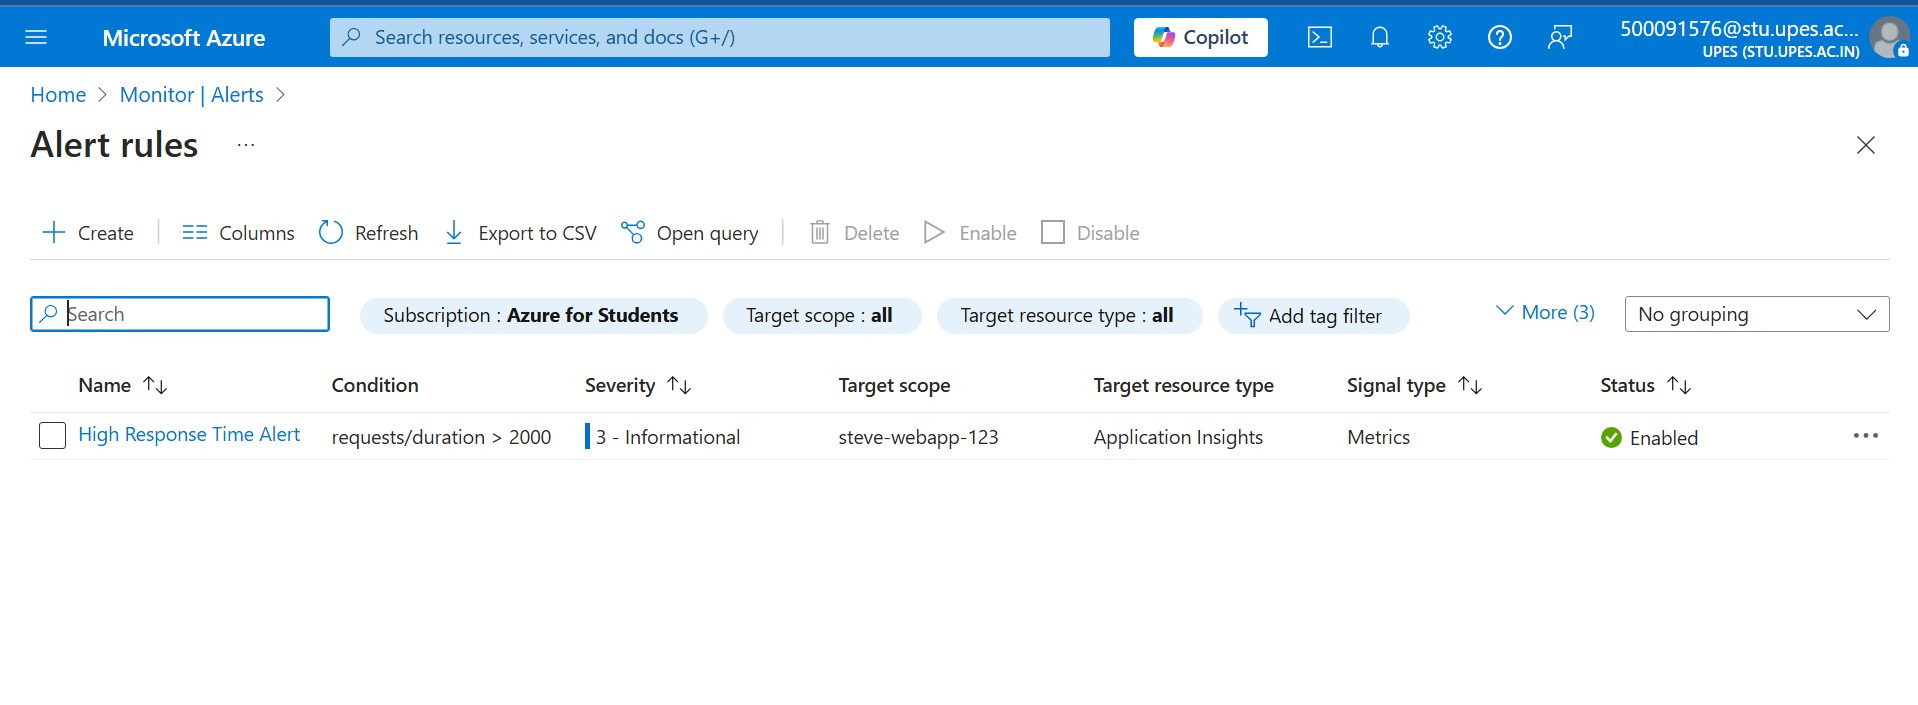 Microsoft Azure
Search resources, services, and docs (G+/)
Copilot
500091576@stu.upes.ac...
UPES (STU.UPES.AC.IN)
Home > Monitor | Alerts >
Alert rules ...
Create Columns Refresh Export to CSV Open query Delete Enable Disable
Search Subscription : Azure for Students Target scope : all Target resource type : all Add tag filter More (3) No grouping
Name Condition Severity Target scope Target resource type Signal type Status
High Response Time Alert requests/duration > 2000 3 - Informational steve-webapp-123 Application Insights Metrics Enabled ...